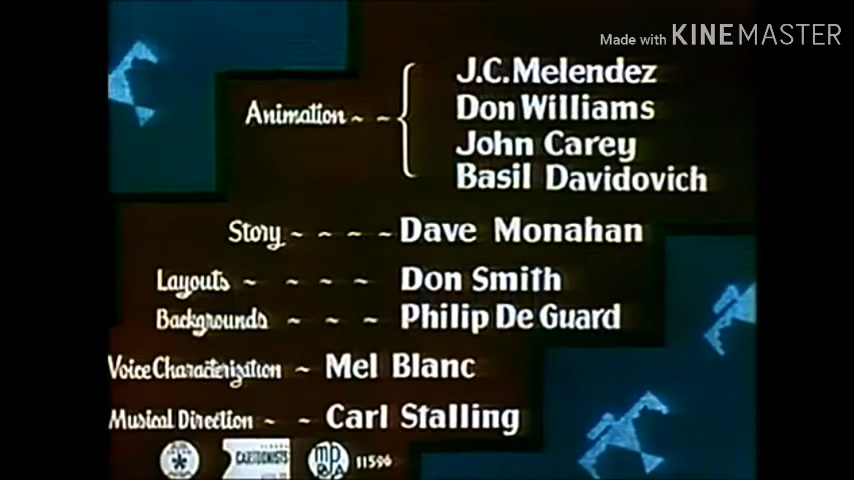 Made with KINEMASTER
Animation ~ ~ { J.C. Melendez
Don Williams
John Carey
Basil Davidovich
Story ~ ~ ~ ~ Dave Monahan
Layouts ~ ~ ~ ~ Don Smith
Backgrounds ~ ~ ~ Philip De Guard
Voice Characterization ~ Mel Blanc
Musical Direction ~ ~ Carl Stalling
CARTOONISTS
11596